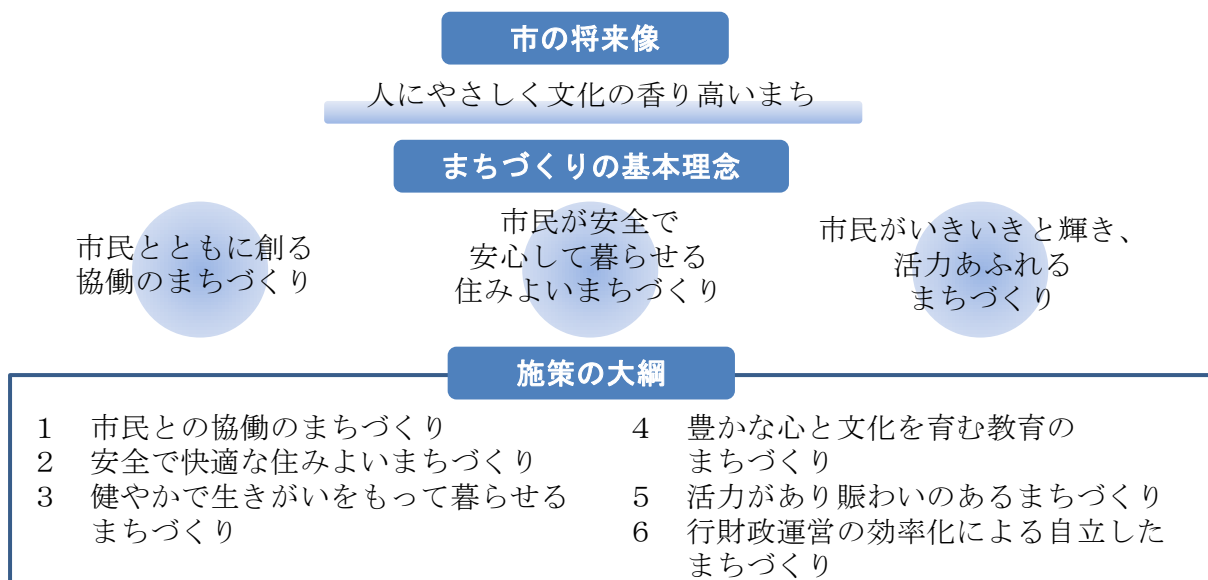 市の将来像
人にやさしく文化の香り高いまち
まちづくりの基本理念
市民とともに創る
協働のまちづくり
市民が安全で
安心して暮らせる
住みよいまちづくり
市民がいきいきと輝き、
活力あふれる
まちづくり
施策の大綱
１　市民との協働のまちづくり
２　安全で快適な住みよいまちづくり
３　健やかで生きがいをもって暮らせる
まちづくり
４　豊かな心と文化を育む教育の
まちづくり
５　活力があり賑わいのあるまちづくり
６　行財政運営の効率化による自立した
まちづくり